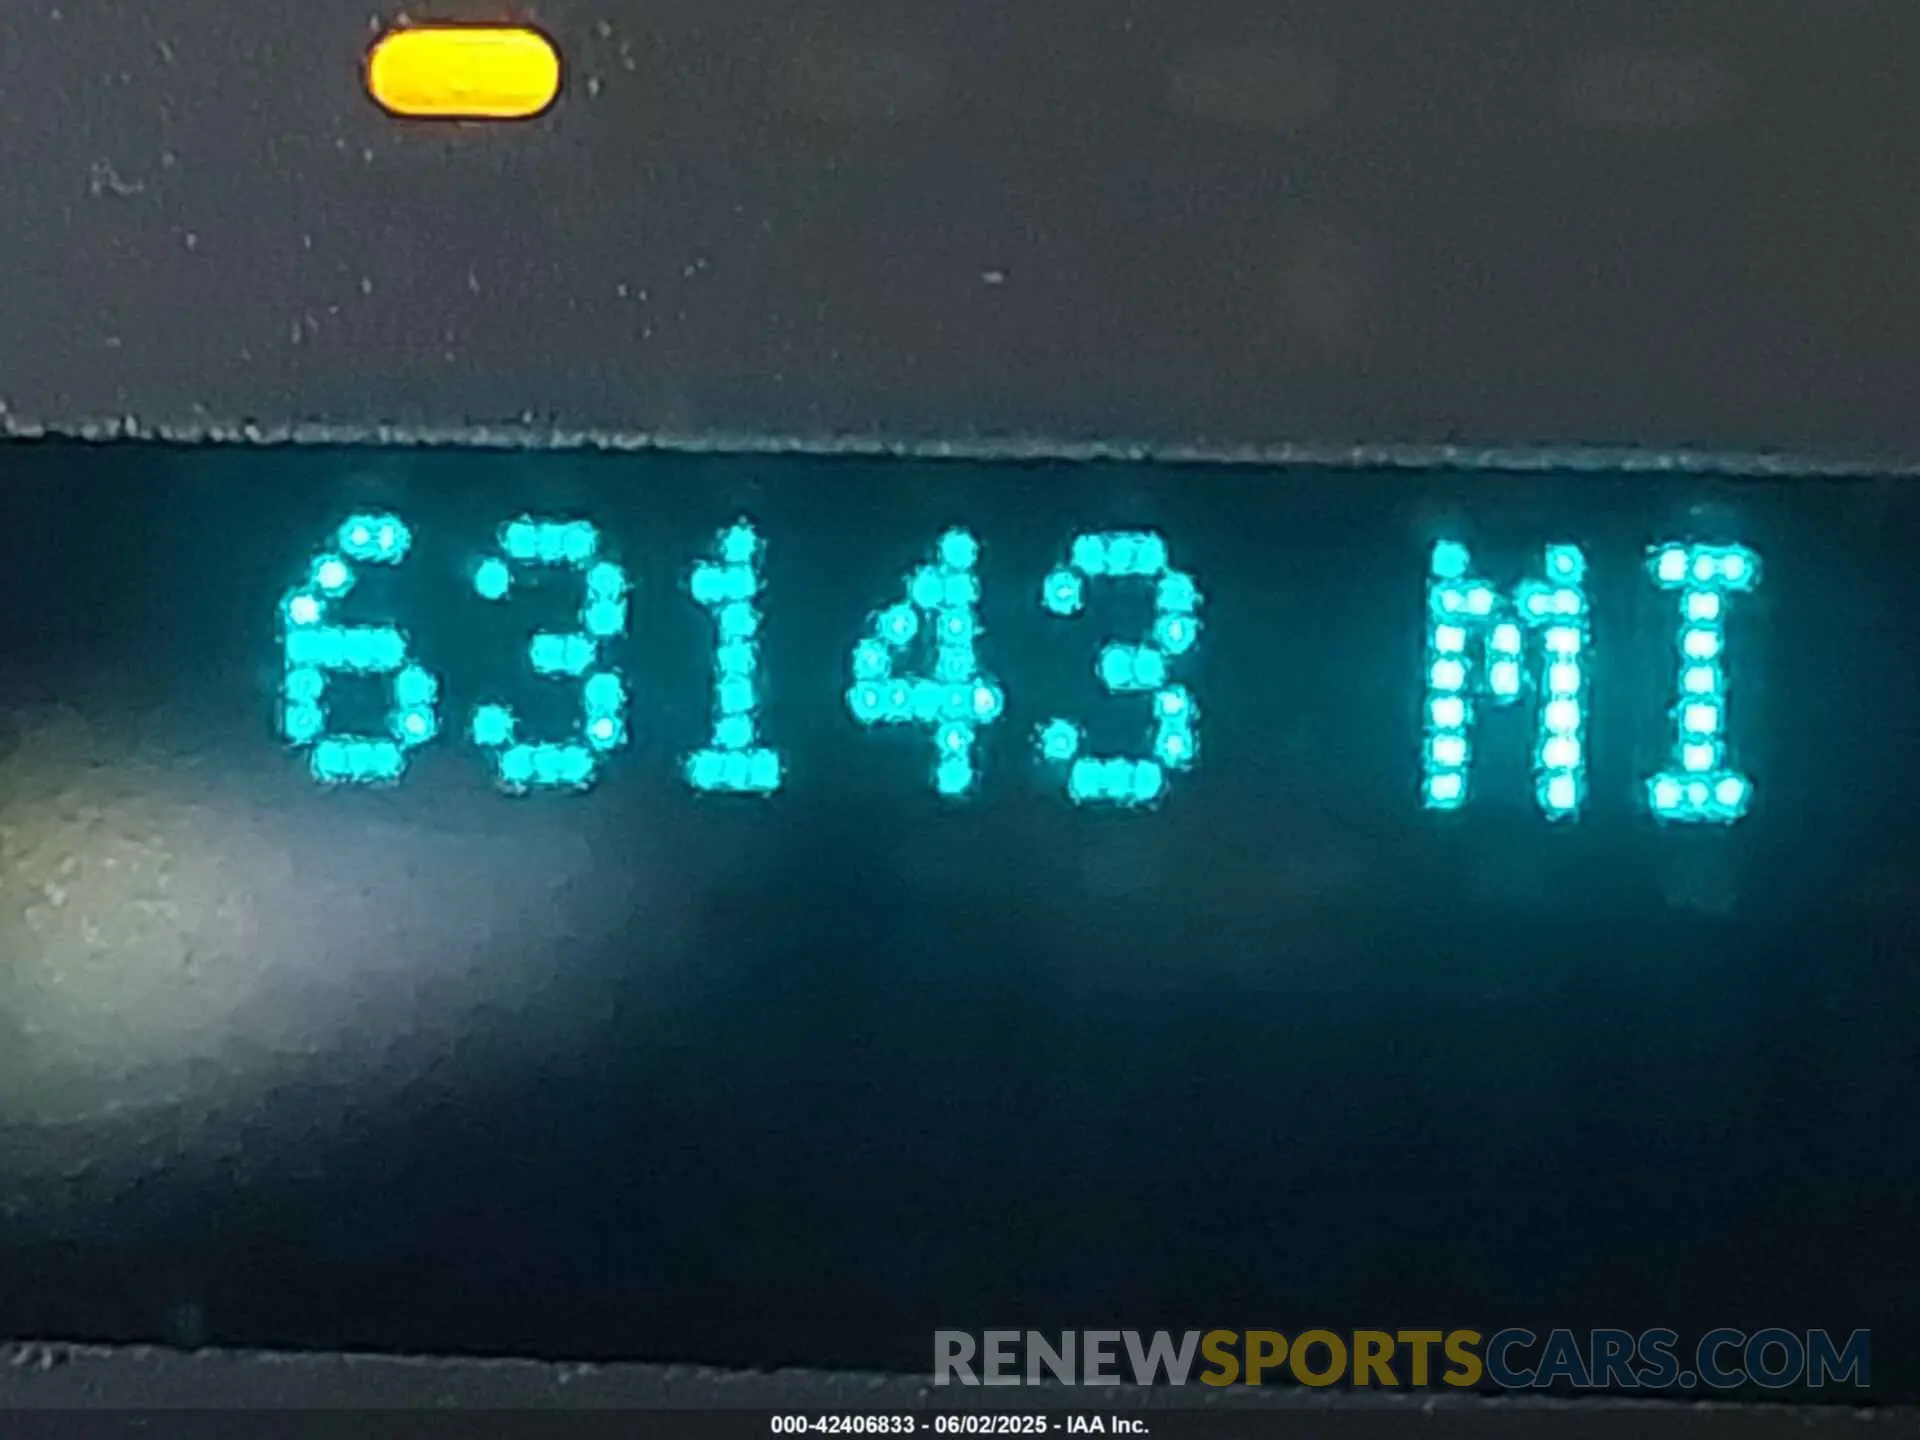 63143 MI
RENEWSPORTSCARS.COM
000-42406833 - 06/02/2025 - IAA Inc.